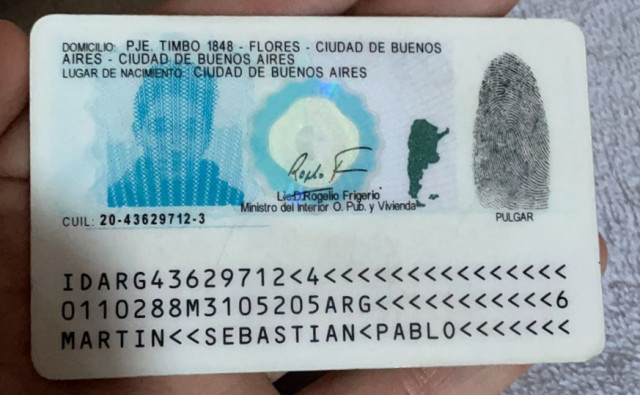 DOMICILIO: PJE. TIMBO 1848 - FLORES - CIUDAD DE BUENOS
AIRES - CIUDAD DE BUENOS AIRES
LUGAR DE NACIMIENTO: CIUDAD DE BUENOS AIRES
Lic.D.Rogelio Frigerio
Ministro del Interior O. Pub. y Vivienda
CUIL: 20-43629712-3
PULGAR
IDARG43629712<4<<<<<<<<<<<<<<<
0110288M3105205ARG<<<<<<<<<<<6
MARTIN<<SEBASTIAN<PABLO<<<<<<<